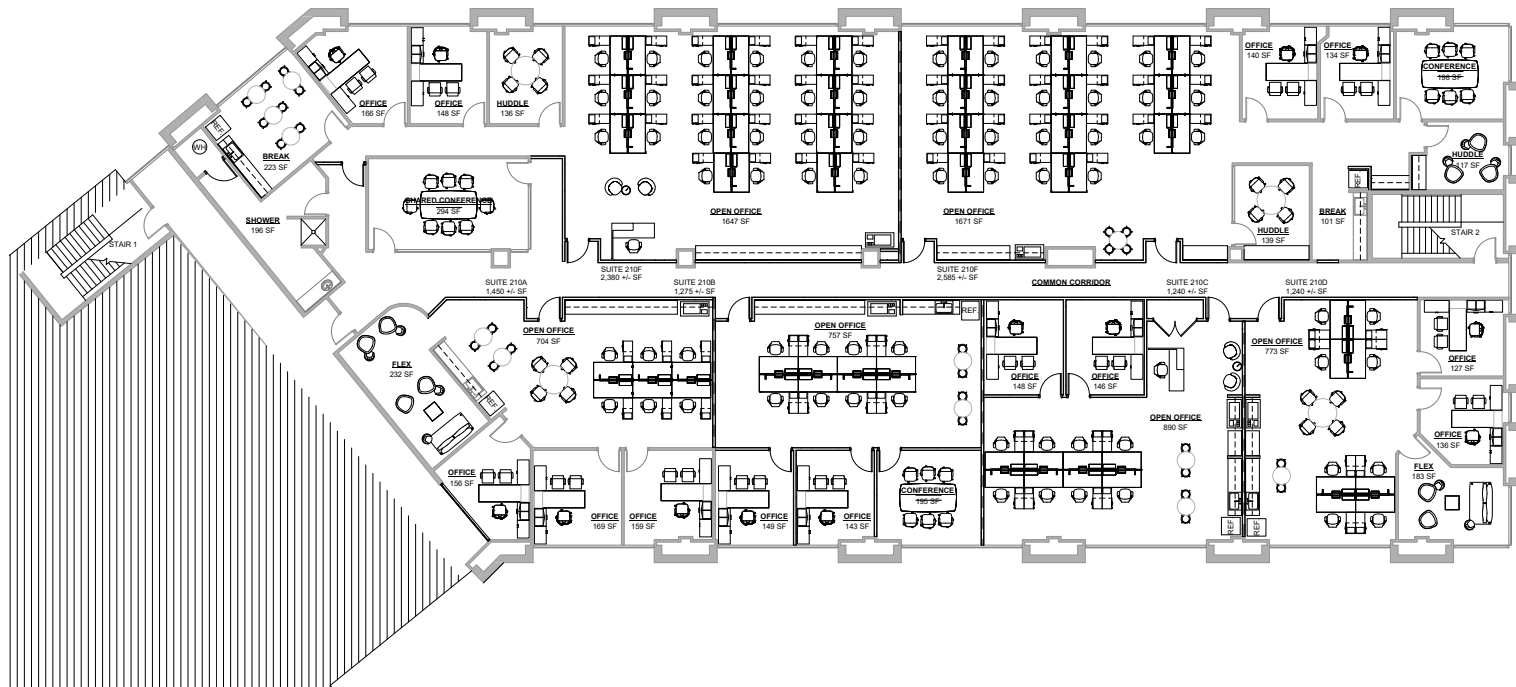 OFFICE
166 SF
OFFICE
148 SF
HUDDLE
136 SF
OFFICE
140 SF
OFFICE
134 SF
CONFERENCE
198 SF
REF
WH
BREAK
223 SF
HUDDLE
117 SF
REF
SHARED CONFERENCE
294 SF
SHOWER
196 SF
OPEN OFFICE
1647 SF
OPEN OFFICE
1671 SF
HUDDLE
139 SF
BREAK
101 SF
STAIR 1
STAIR 2
SUITE 210A
1,450 +/- SF
SUITE 210F
2,380 +/- SF
SUITE 210B
1,275 +/- SF
SUITE 210F
2,585 +/- SF
COMMON CORRIDOR
SUITE 210C
1,240 +/- SF
SUITE 210D
1,240 +/- SF
OPEN OFFICE
704 SF
OPEN OFFICE
757 SF
REF.
OPEN OFFICE
773 SF
FLEX
232 SF
REF
OFFICE
148 SF
OFFICE
146 SF
OFFICE
127 SF
OPEN OFFICE
890 SF
OFFICE
136 SF
OFFICE
156 SF
OFFICE
169 SF
OFFICE
159 SF
OFFICE
149 SF
OFFICE
143 SF
CONFERENCE
195 SF
FLEX
183 SF
REF
REF